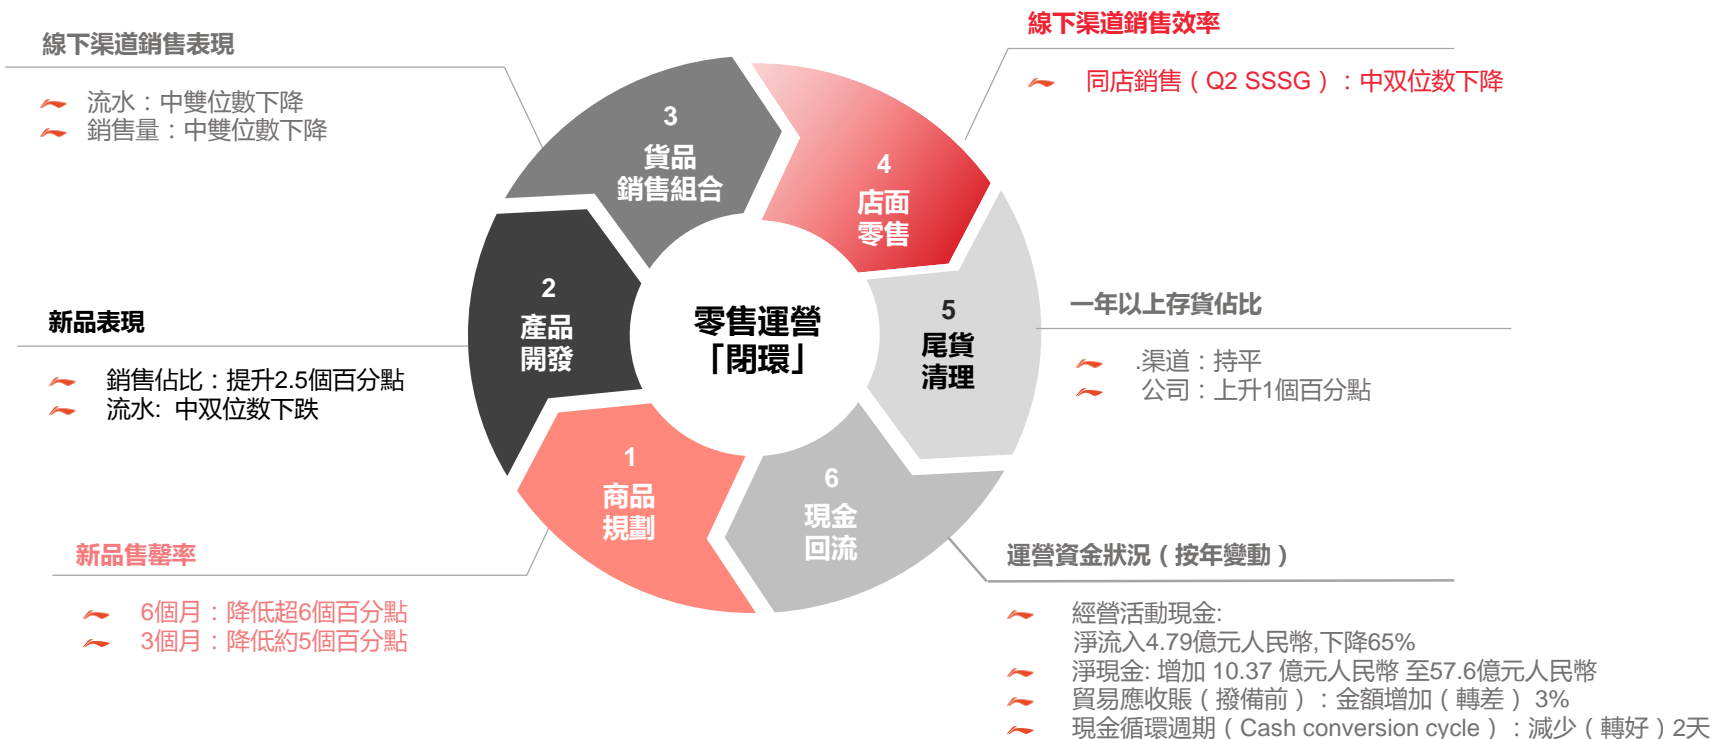 線下渠道銷售表現
流水：中雙位數下降
銷售量：中雙位數下降
線下渠道銷售效率
同店銷售（Q2 SSSG）：中双位数下降
3
貨品
銷售組合
4
店面
零售
2
產品
開發
零售運營
「閉環」
5
尾貨
清理
1
商品
規劃
6
現金
回流
新品表現
銷售佔比：提升2.5個百分點
流水: 中双位数下跌
一年以上存貨佔比
.渠道：持平
公司：上升1個百分點
新品售罄率
6個月：降低超6個百分點
3個月：降低約5個百分點
運營資金狀況（按年變動）
經營活動現金:
淨流入4.79億元人民幣,下降65%
淨現金: 增加 10.37 億元人民幣 至57.6億元人民幣
貿易應收賬（撥備前）：金額增加（轉差） 3%
現金循環週期（Cash conversion cycle）：減少（轉好）2天